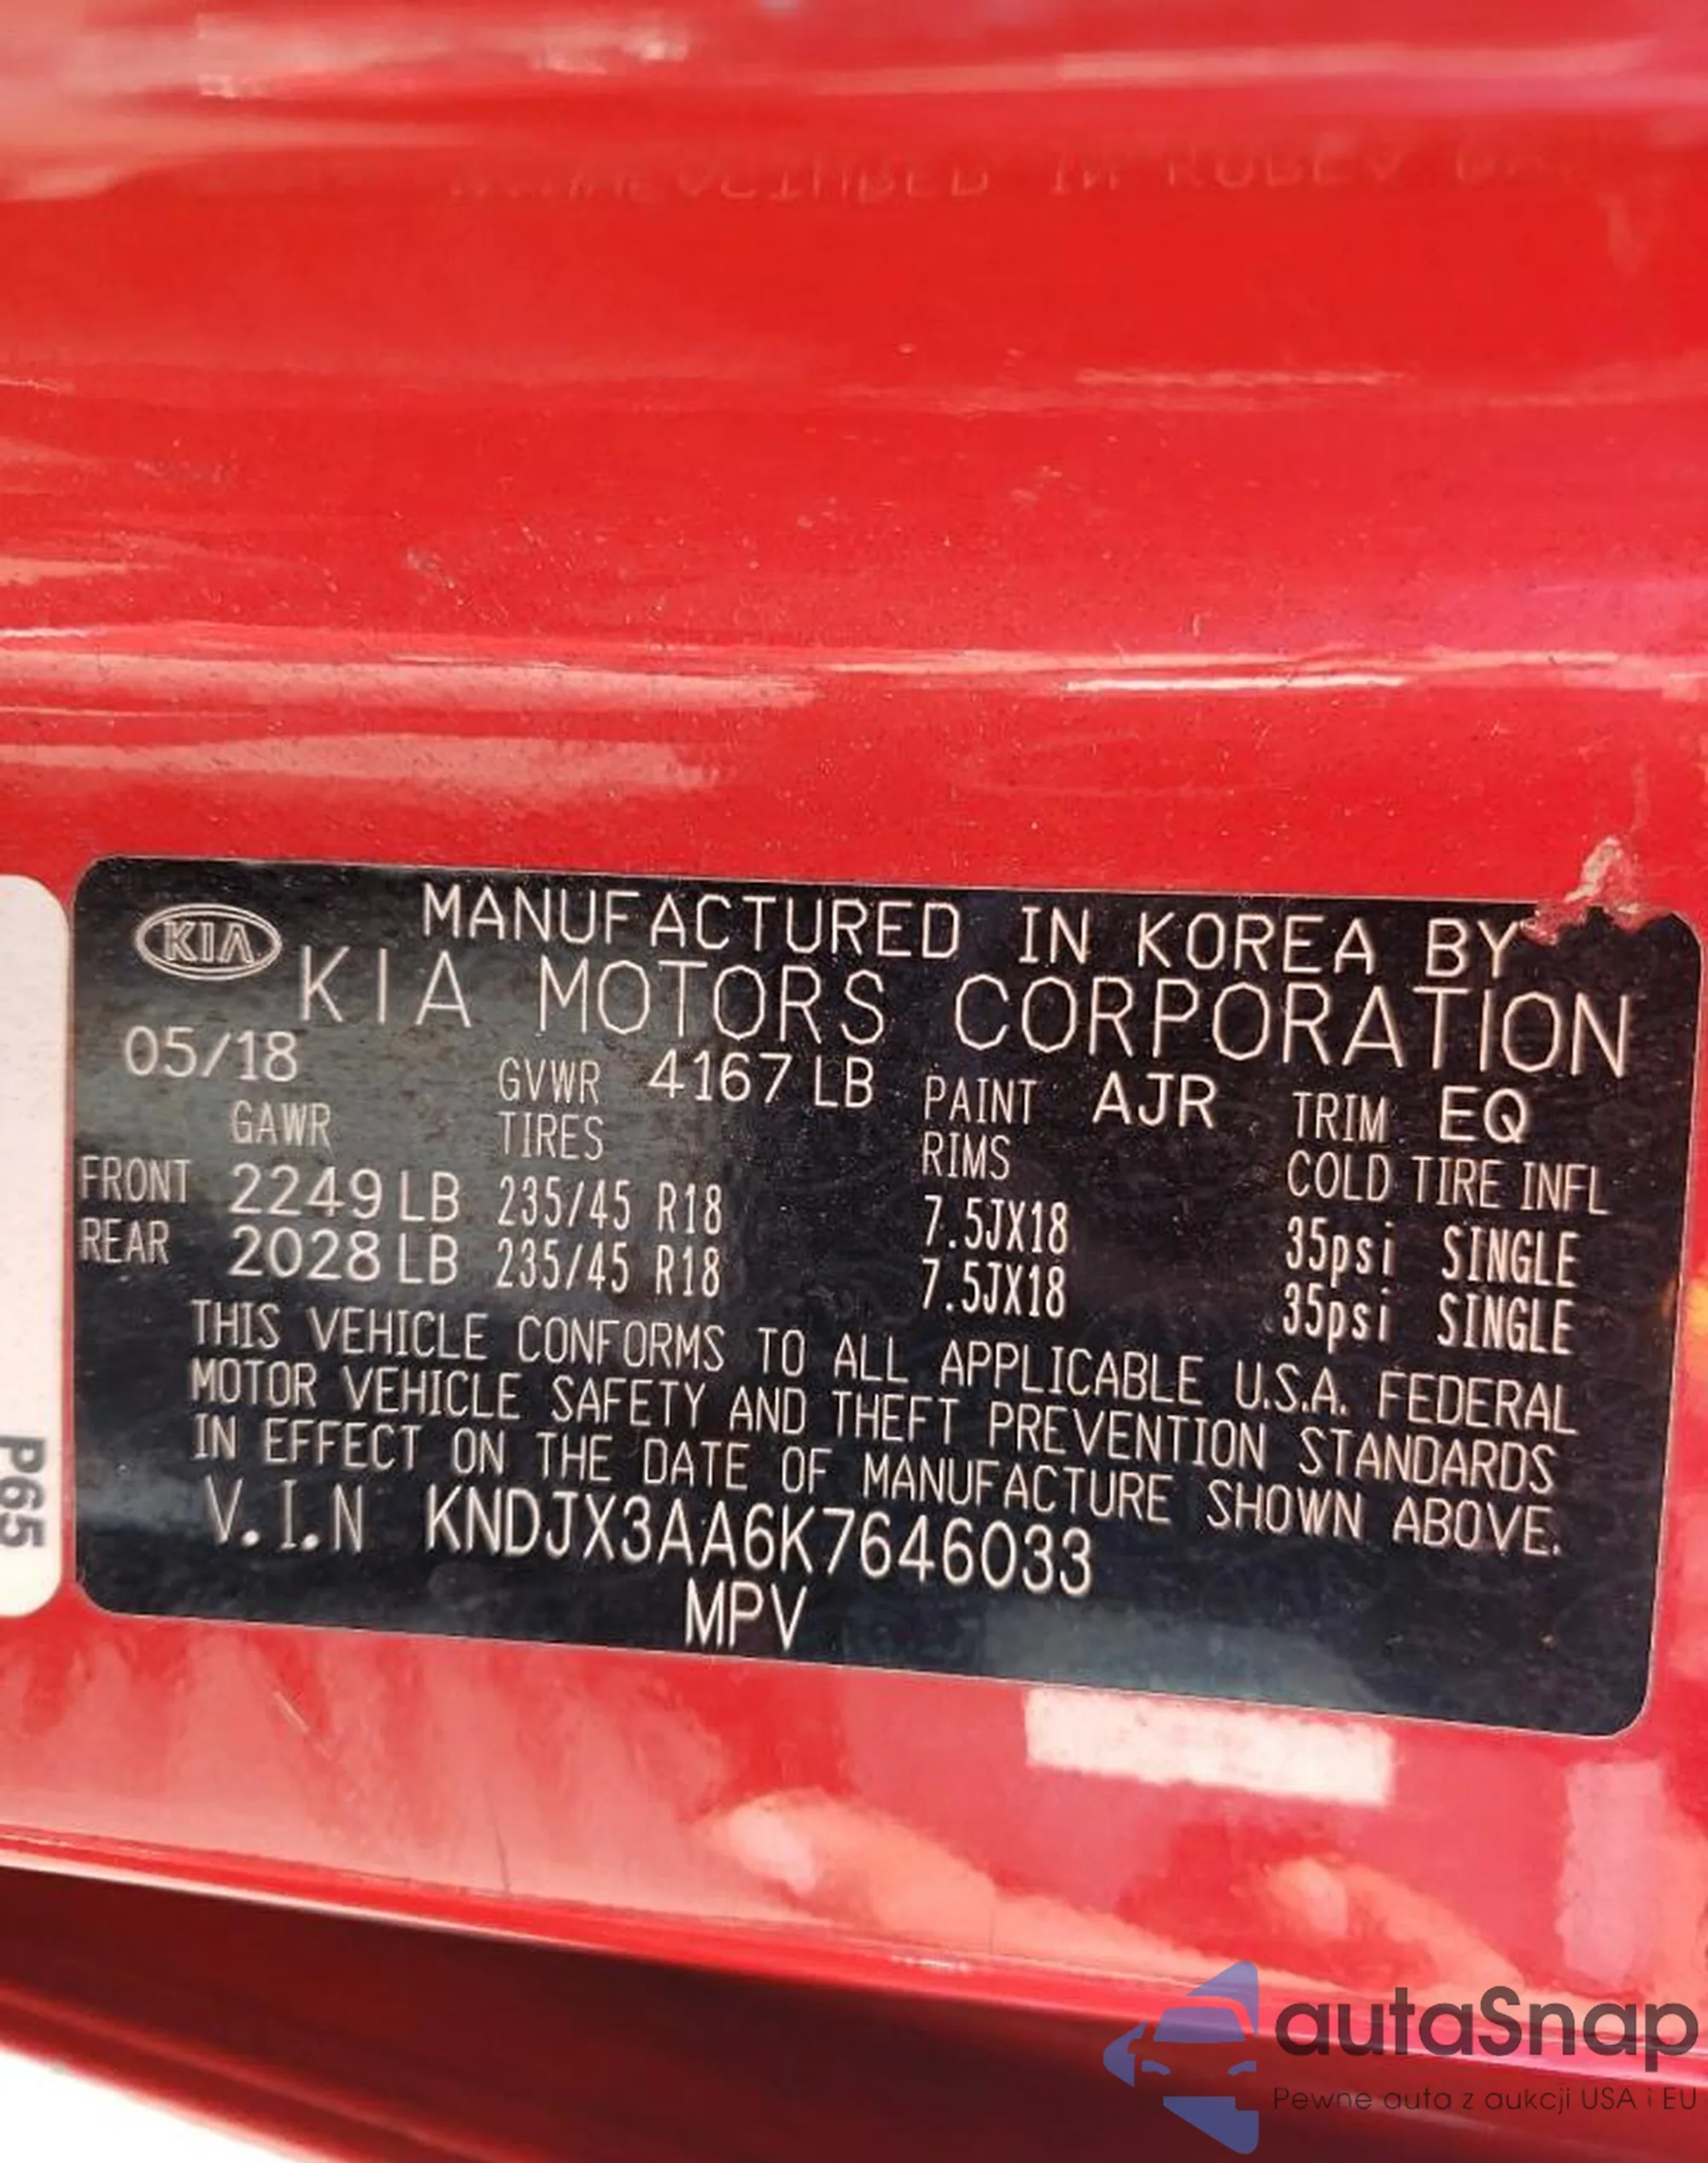 KIA
MANUFACTURED IN KOREA BY
KIA MOTORS CORPORATION
05/18 GVWR 4167 LB PAINT AJR TRIM EQ
GAWR TIRES RIMS COLD TIRE INFL
FRONT 2249 LB 235/45 R18 7.5JX18 35psi SINGLE
REAR 2028 LB 235/45 R18 7.5JX18 35psi SINGLE
THIS VEHICLE CONFORMS TO ALL APPLICABLE U.S.A. FEDERAL
MOTOR VEHICLE SAFETY AND THEFT PREVENTION STANDARDS
IN EFFECT ON THE DATE OF MANUFACTURE SHOWN ABOVE.
V.I.N KNDJX3AA6K7646033
MPV
P65
autaSnap
Pewne auta z aukcji USA i EU